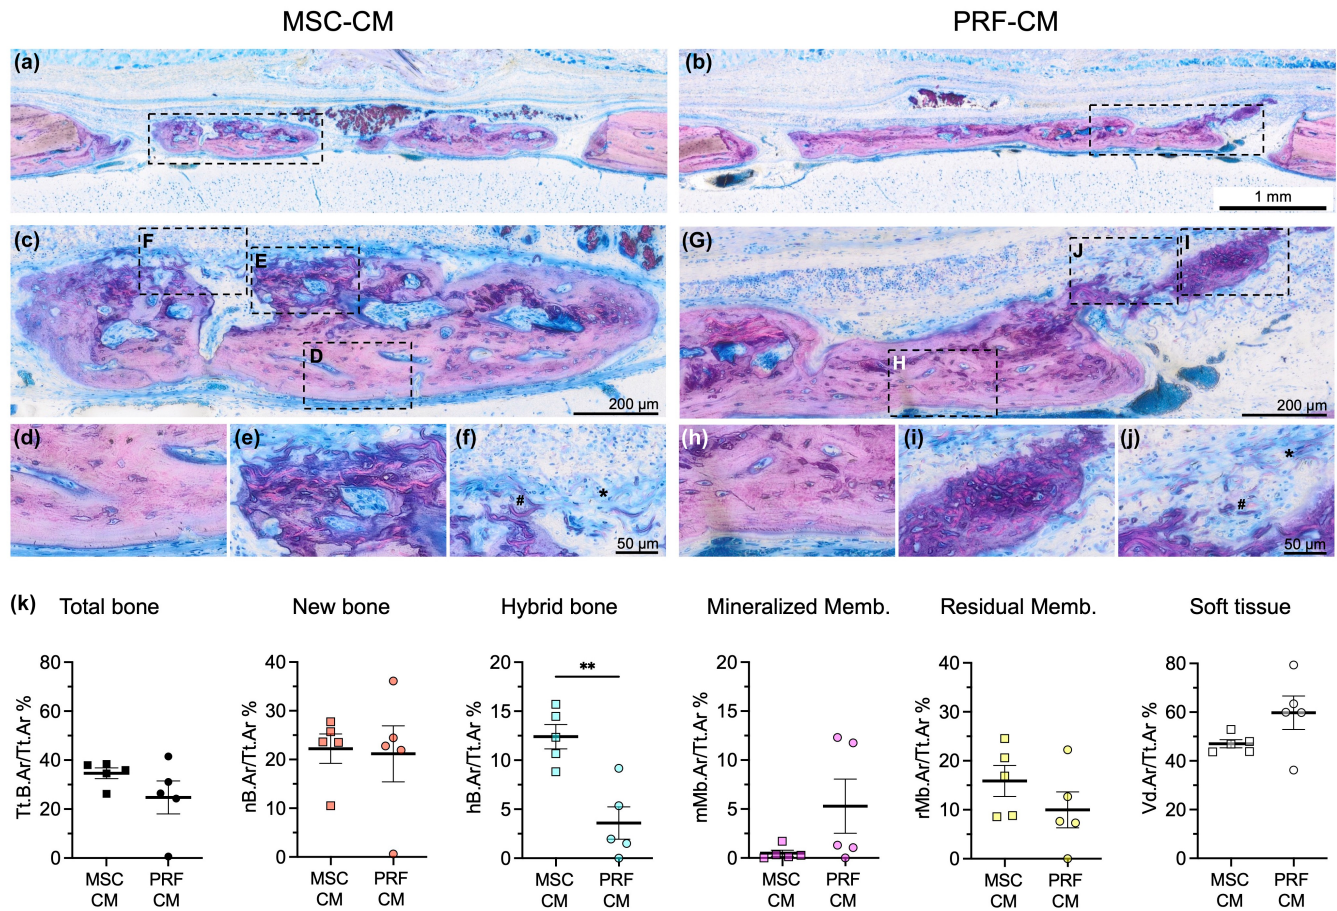 MSC-CM PRF-CM
(a) (b)
1 mm
(c) F E D (G) J I H
200 µm 200 µm
(d) (e) (f) # * (h) (i) (j) * #
50 µm 50 µm
(k) Total bone New bone Hybrid bone Mineralized Memb. Residual Memb. Soft tissue
Tt.B.Ar/Tt.Ar %
80
60
40
20
0
MSC PRF
CM CM
nB.Ar/Tt.Ar %
40
30
20
10
0
MSC PRF
CM CM
hB.Ar/Tt.Ar %
20
15
10
5
0
**
MSC PRF
CM CM
mMb.Ar/Tt.Ar %
20
15
10
5
0
MSC PRF
CM CM
rMb.Ar/Tt.Ar %
40
30
20
10
0
MSC PRF
CM CM
Vd.Ar/Tt.Ar %
80
60
40
20
0
MSC PRF
CM CM